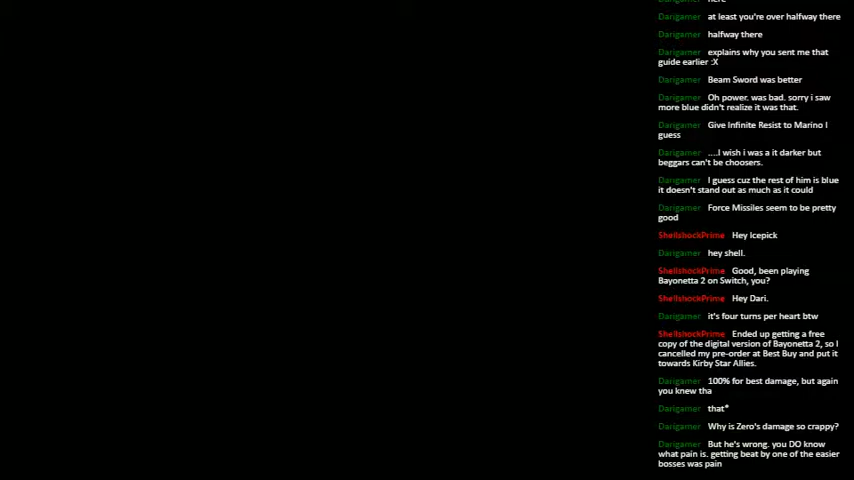 Darigamer here
Darigamer at least you're over halfway there
Darigamer halfway there
Darigamer explains why you sent me that
guide earlier :X
Darigamer Beam Sword was better
Darigamer Oh power. was bad. sorry i saw
more blue didn't realize it was that.
Darigamer Give Infinite Resist to Marino I
guess
Darigamer ....I wish i was a it darker but
beggars can't be choosers.
Darigamer I guess cuz the rest of him is blue
it doesn't stand out as much as it could
Darigamer Force Missiles seem to be pretty
good
ShellshockPrime Hey Icepick
Darigamer hey shell.
ShellshockPrime Good, been playing
Bayonetta 2 on Switch, you?
ShellshockPrime Hey Dari.
Darigamer it's four turns per heart btw
ShellshockPrime Ended up getting a free
copy of the digital version of Bayonetta 2, so I
cancelled my pre-order at Best Buy and put it
towards Kirby Star Allies.
Darigamer 100% for best damage, but again
you knew tha
Darigamer that*
Darigamer Why is Zero's damage so crappy?
Darigamer But he's wrong. you DO know
what pain is. getting beat by one of the easier
bosses was pain